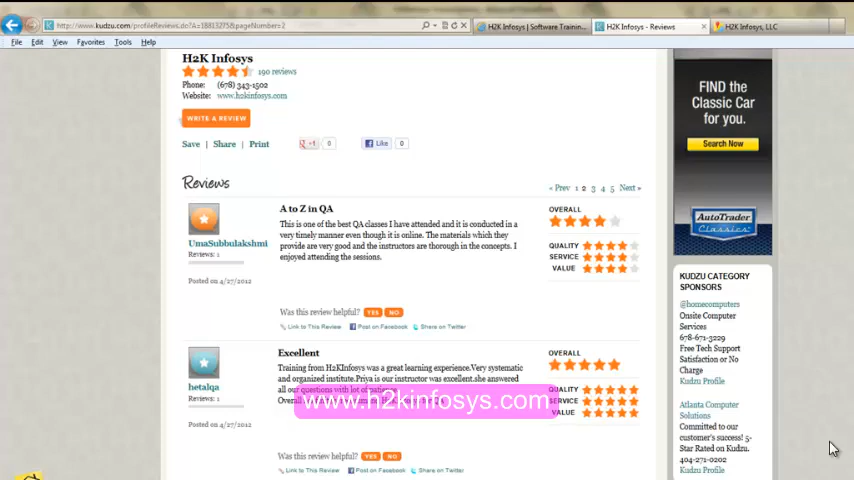 http://www.kudzu.com/profileReviews.do?A=18813275&pageNumber=2
H2K Infosys | Software Trainin...
H2K Infosys - Reviews
H2K Infosys, LLC
File Edit View Favorites Tools Help
H2K Infosys
190 reviews
Phone: (678) 343-1502
Website: www.h2kinfosys.com
WRITE A REVIEW
Save | Share | Print
+1 0
Like 0
Reviews
« Prev 1 2 3 4 5 Next »
UmaSubbulakshmi
Reviews: 1
Posted on 4/27/2012
A to Z in QA
This is one of the best QA classes I have attended and it is conducted in a
very timely manner even though it is online. The materials which they
provide are very good and the instructors are thorough in the concepts. I
enjoyed attending the sessions.
OVERALL
QUALITY
SERVICE
VALUE
Was this review helpful? YES NO
Link to This Review Post on Facebook Share on Twitter
hetalqa
Reviews: 1
Posted on 4/27/2012
Excellent
Training from H2KInfosys was a great learning experience.Very systematic
and organized institute.Priya is our instructor was excellent.she answered
all our questions with lot of
Overall
www.h2kinfosys.com
OVERALL
QUALITY
SERVICE
VALUE
Was this review helpful? YES NO
Link to This Review Post on Facebook Share on Twitter
FIND the
Classic Car
for you.
Search Now
AutoTrader
Classics
KUDZU CATEGORY
SPONSORS
@homecomputers
Onsite Computer
Services
678-671-3229
Free Tech Support
Satisfaction or No
Charge
Kudzu Profile
Atlanta Computer
Solutions
Committed to our
customer's success! 5-
Star Rated on Kudzu.
404-271-0202
Kudzu Profile